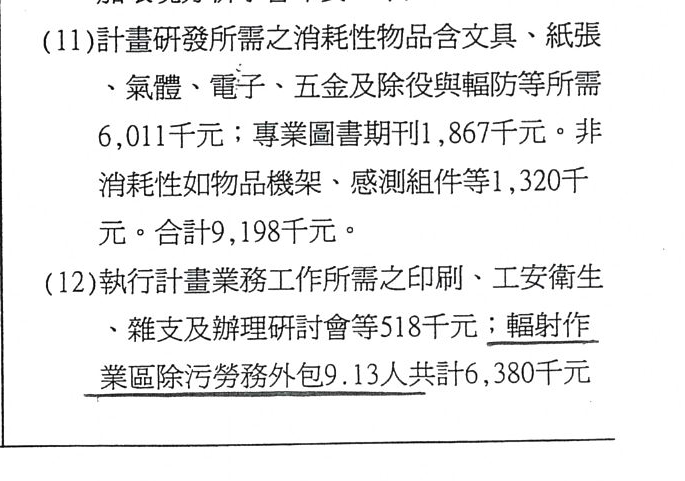 (11)計畫研發所需之消耗性物品含文具、紙張
、氣體、電子、五金及除役與輻防等所需
6,011千元；專業圖書期刊1,867千元。非
消耗性如物品機架、感測組件等1,320千
元。合計9,198千元。
(12)執行計畫業務工作所需之印刷、工安衛生
、雜支及辦理研討會等518千元；輻射作
業區除污勞務外包9.13人共計6,380千元